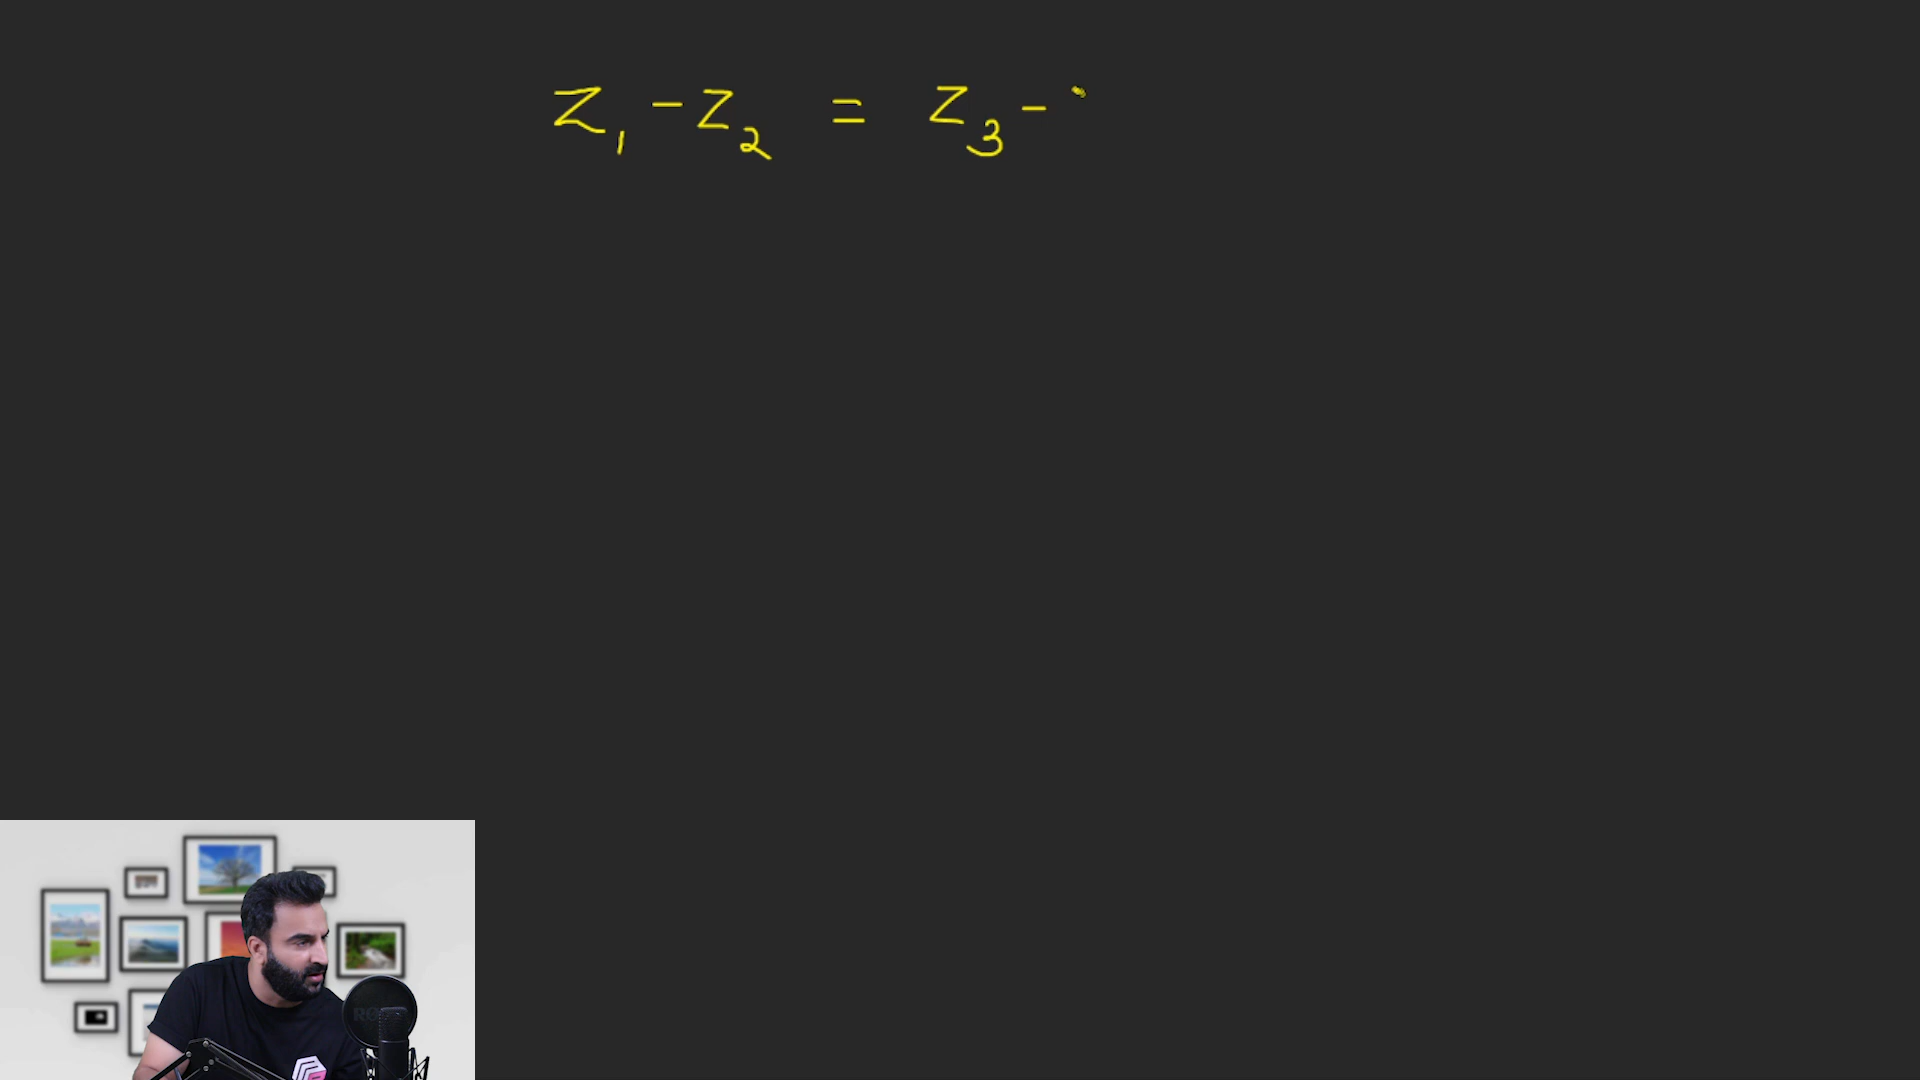 Z₁ - Z₂ = Z₃ -